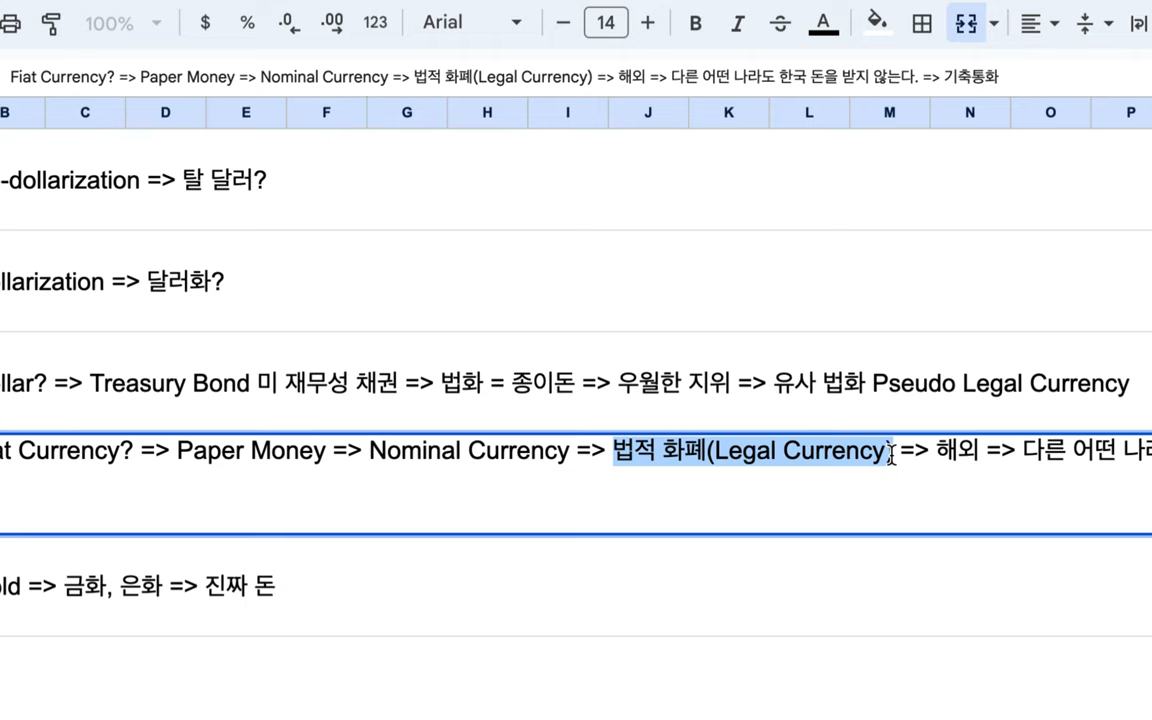 100% $ % .0 .00 123 Arial 14 B I S A
Fiat Currency? => Paper Money => Nominal Currency => 법적 화폐(Legal Currency) => 해외 => 다른 어떤 나라도 한국 돈을 받지 않는다. => 기축통화
B C D E F G H I J K L M N O P
-dollarization => 탈 달러?
llarization => 달러화?
llar? => Treasury Bond 미 재무성 채권 => 법화 = 종이돈 => 우월한 지위 => 유사 법화 Pseudo Legal Currency
at Currency? => Paper Money => Nominal Currency => 법적 화폐(Legal Currency) => 해외 => 다른 어떤 나라
old => 금화, 은화 => 진짜 돈